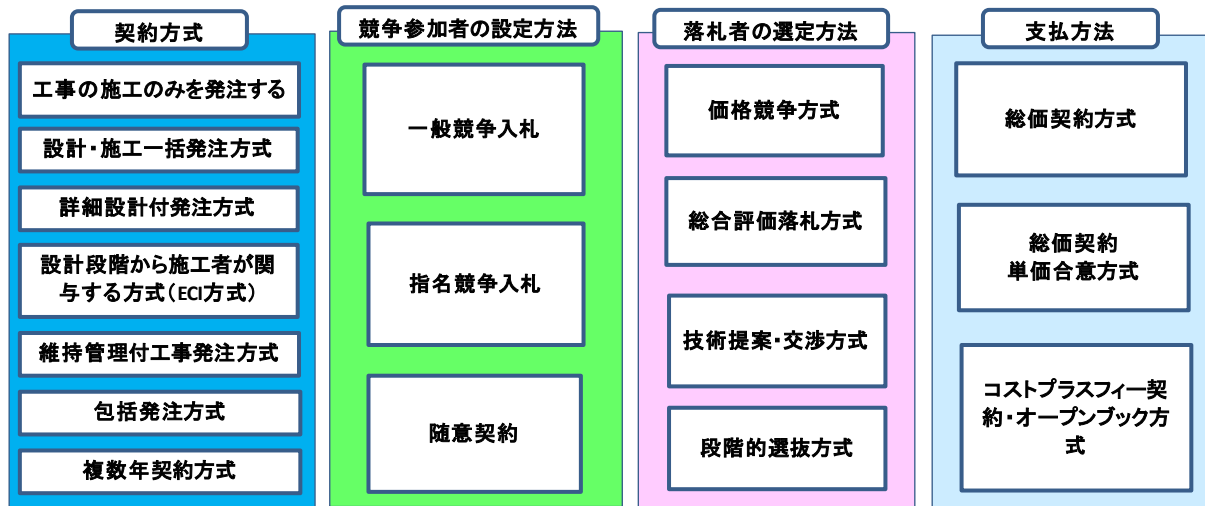 契約方式
工事の施工のみを発注する
設計・施工一括発注方式
詳細設計付発注方式
設計段階から施工者が関
与する方式(ECI方式)
維持管理付工事発注方式
包括発注方式
複数年契約方式
競争参加者の設定方法
一般競争入札
指名競争入札
随意契約
落札者の選定方法
価格競争方式
総合評価落札方式
技術提案・交渉方式
段階的選抜方式
支払方法
総価契約方式
総価契約
単価合意方式
コストプラスフィー契
約・オープンブック方
式